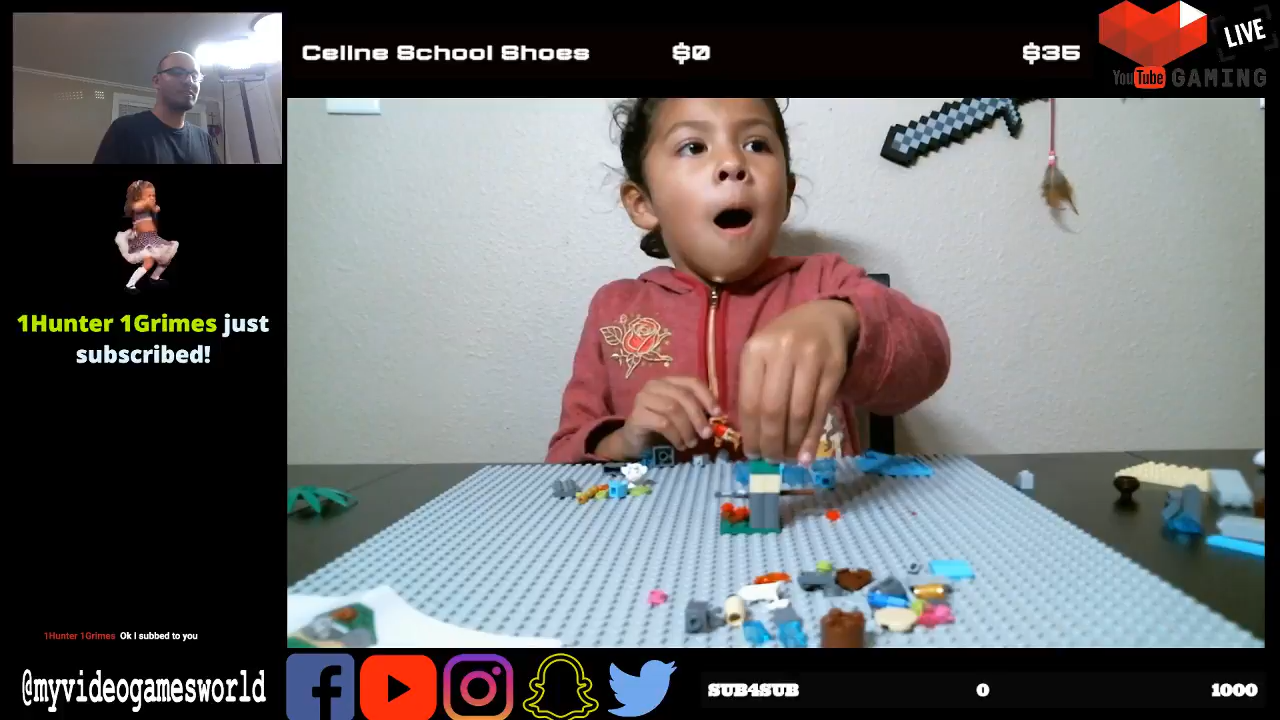 Celine School Shoes $0 $35
LIVE
YouTube GAMING
1Hunter 1Grimes just
subscribed!
1Hunter 1Grimes Ok I subbed to you
@myvideogamesworld
SUB4SUB 0 1000